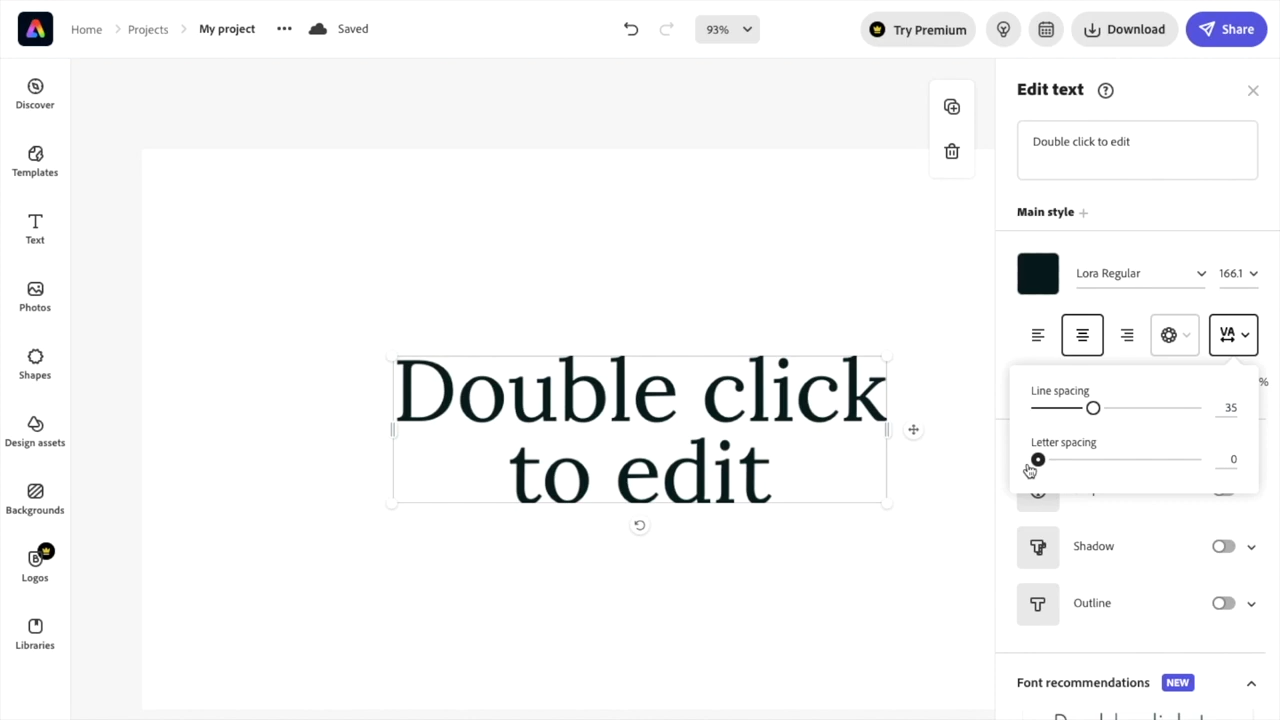 Home
Projects
My project
Saved
93%
Try Premium
Download
Share
Discover
Templates
Text
Photos
Shapes
Design assets
Backgrounds
Logos
Libraries
Double click
to edit
Edit text
Double click to edit
Main style +
Lora Regular
166.1
VA
%
Line spacing
35
Letter spacing
0
Shadow
Outline
Font recommendations NEW